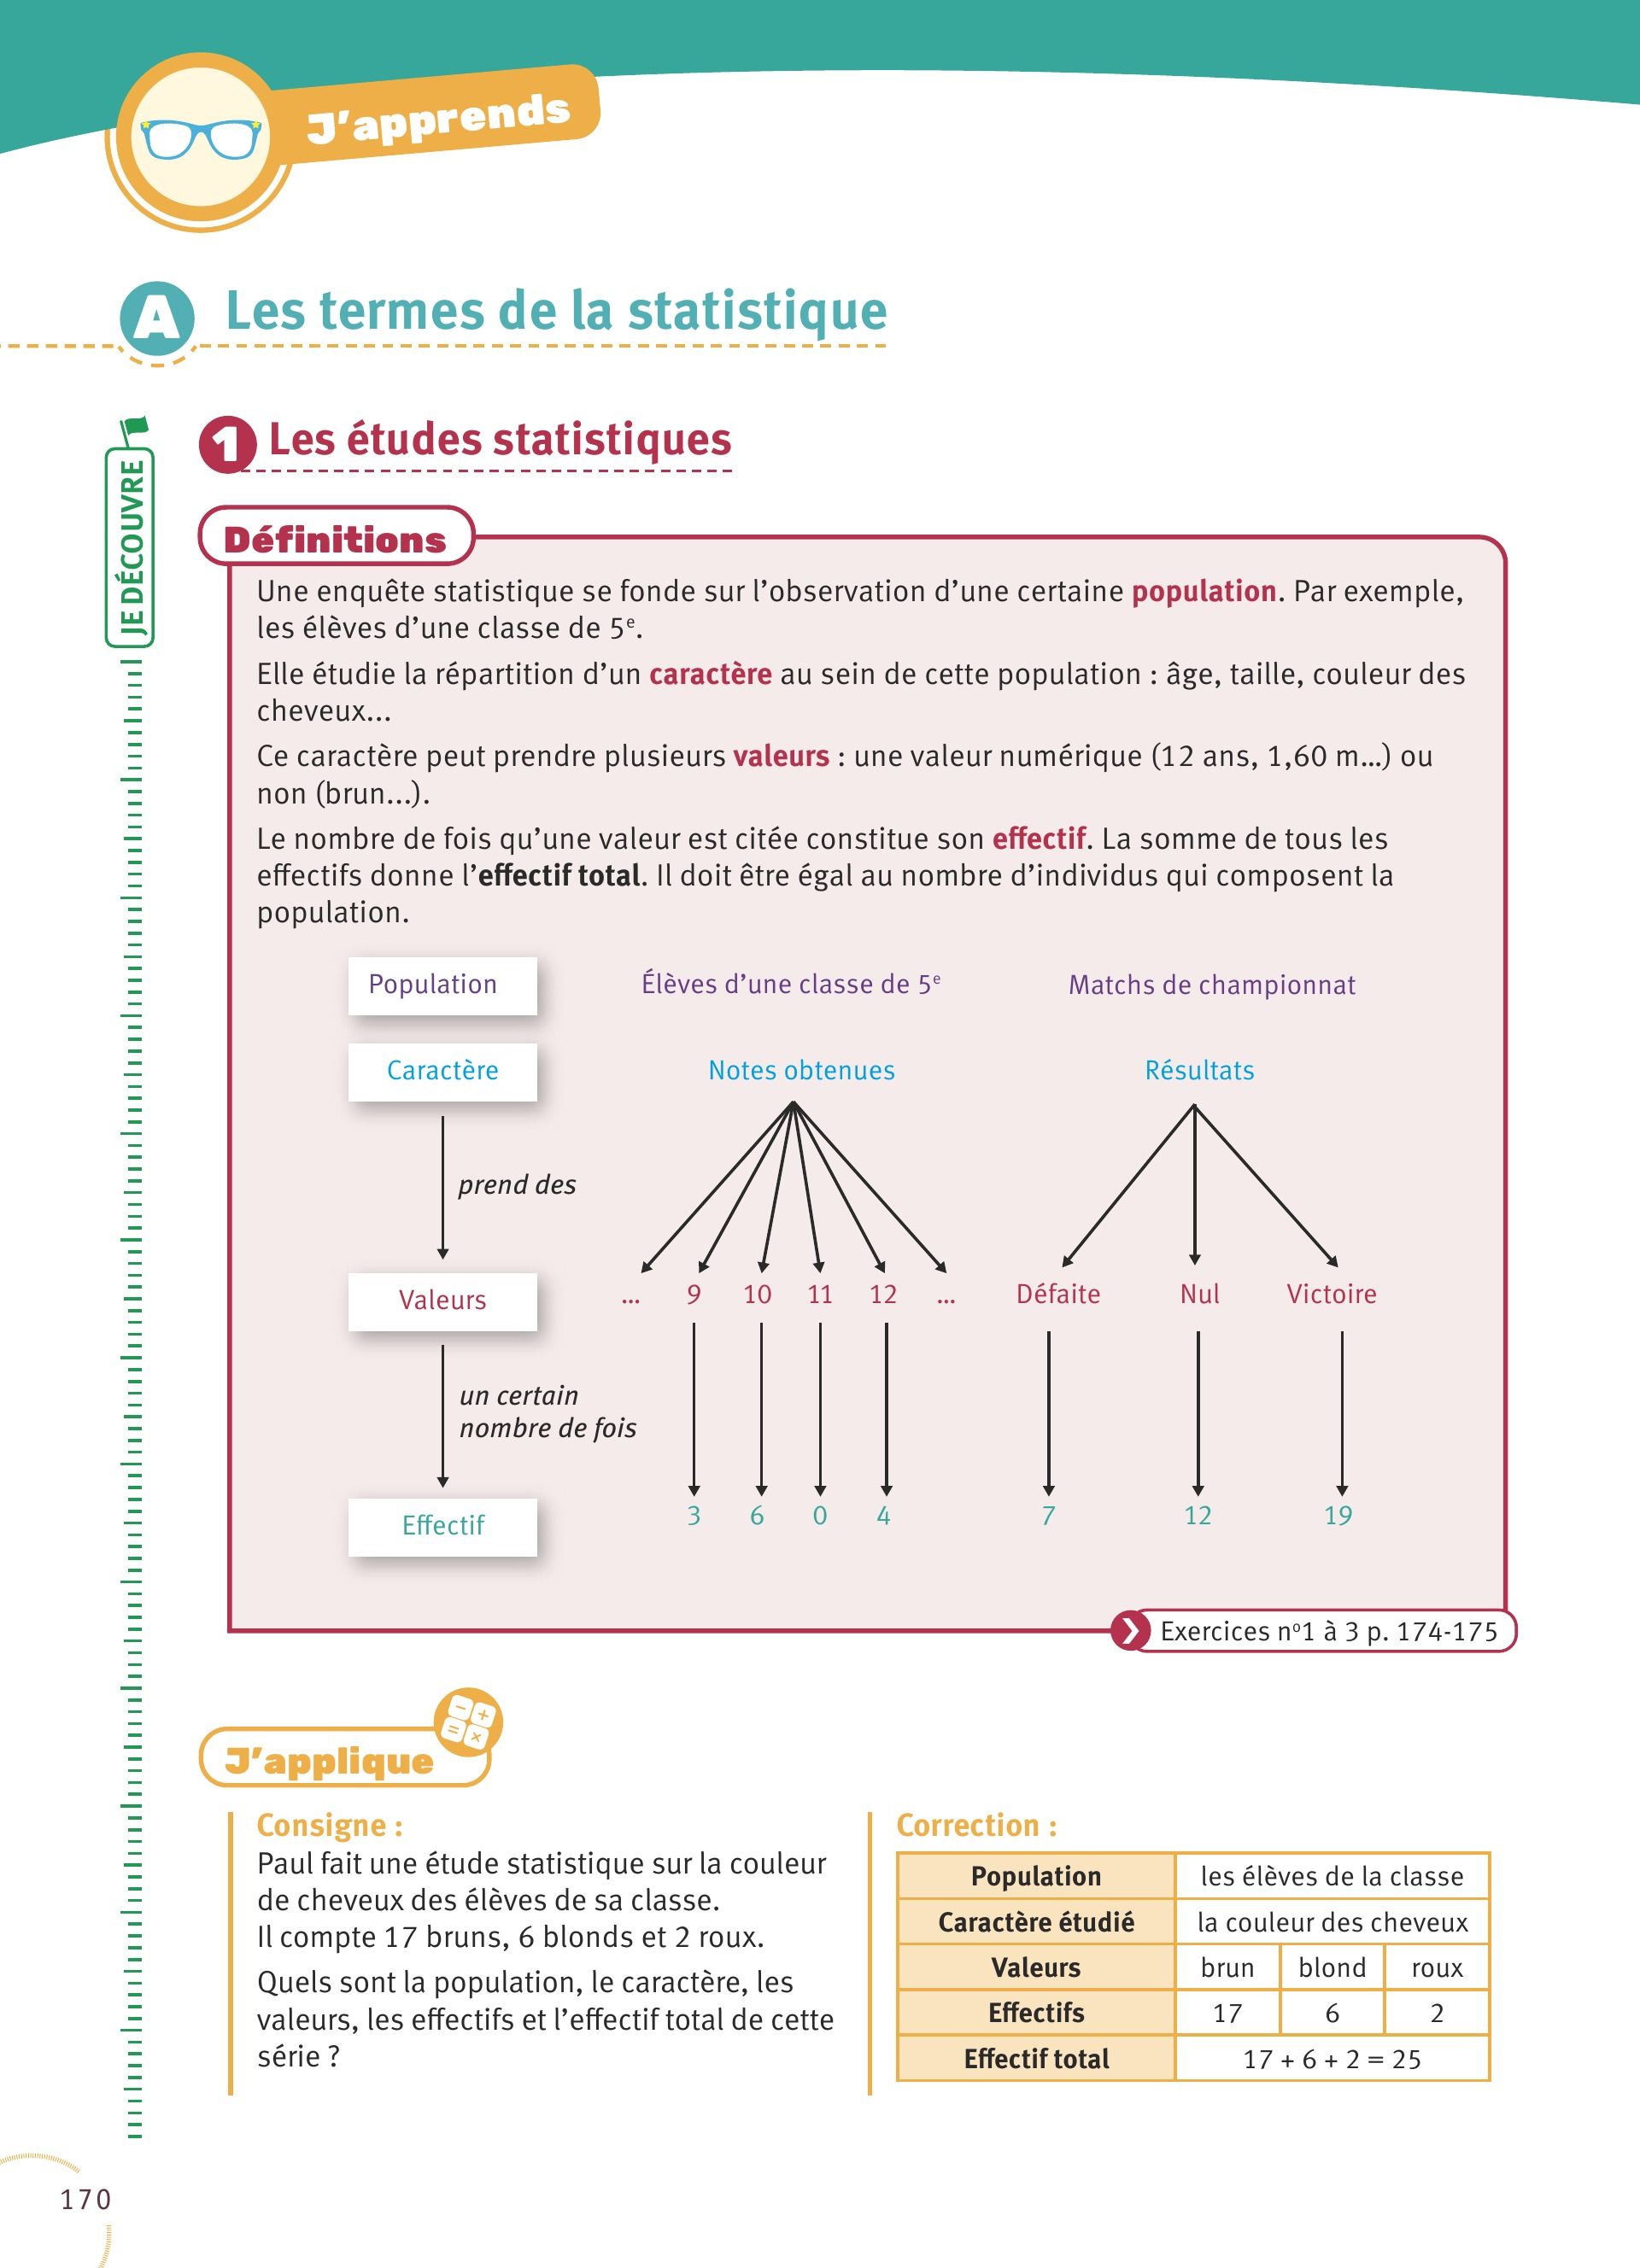 J'apprends
A Les termes de la statistique
JE DÉCOUVRE
1 Les études statistiques
Définitions
Une enquête statistique se fonde sur l'observation d'une certaine population. Par exemple,
les élèves d'une classe de 5e.
Elle étudie la répartition d'un caractère au sein de cette population : âge, taille, couleur des
cheveux...
Ce caractère peut prendre plusieurs valeurs : une valeur numérique (12 ans, 1,60 m...) ou
non (brun...).
Le nombre de fois qu'une valeur est citée constitue son effectif. La somme de tous les
effectifs donne l'effectif total. Il doit être égal au nombre d'individus qui composent la
population.
Population Élèves d'une classe de 5e Matchs de championnat
Caractère Notes obtenues Résultats
prend des
Valeurs ... 9 10 11 12 ... Défaite Nul Victoire
un certain
nombre de fois
Effectif 3 6 0 4 7 12 19
Exercices no1 à 3 p. 174-175
− + = ×
J'applique
Consigne :
Paul fait une étude statistique sur la couleur
de cheveux des élèves de sa classe.
Il compte 17 bruns, 6 blonds et 2 roux.
Quels sont la population, le caractère, les
valeurs, les effectifs et l'effectif total de cette
série ?
Correction :
Population les élèves de la classe
Caractère étudié la couleur des cheveux
Valeurs brun blond roux
Effectifs 17 6 2
Effectif total 17 + 6 + 2 = 25
170